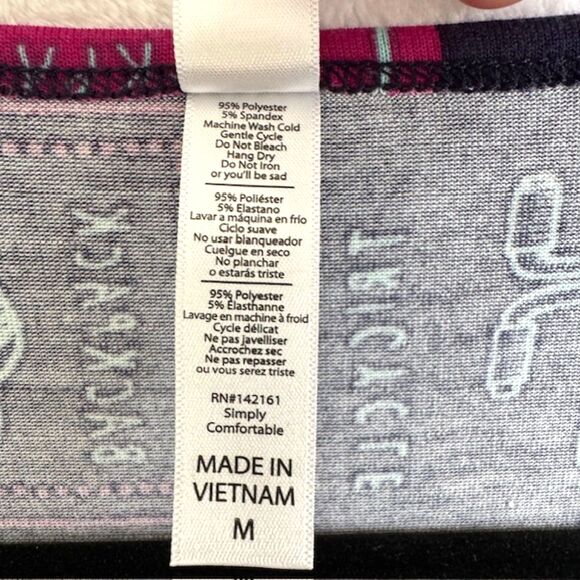 95% Polyester
5% Spandex
Machine Wash Cold
Gentle Cycle
Do Not Bleach
Hang Dry
Do Not Iron
or you'll be sad
95% Poliéster
5% Elastano
Lavar a máquina en frío
Ciclo suave
No usar blanqueador
Cuelgue en seco
No planchar
o estarás triste
95% Polyester
5% Élasthanne
Lavage en machine à froid
Cycle délicat
Ne pas javelliser
Accrochez sec
Ne pas repasser
ou vous serez triste
RN#142161
Simply
Comfortable
MADE IN
VIETNAM
M